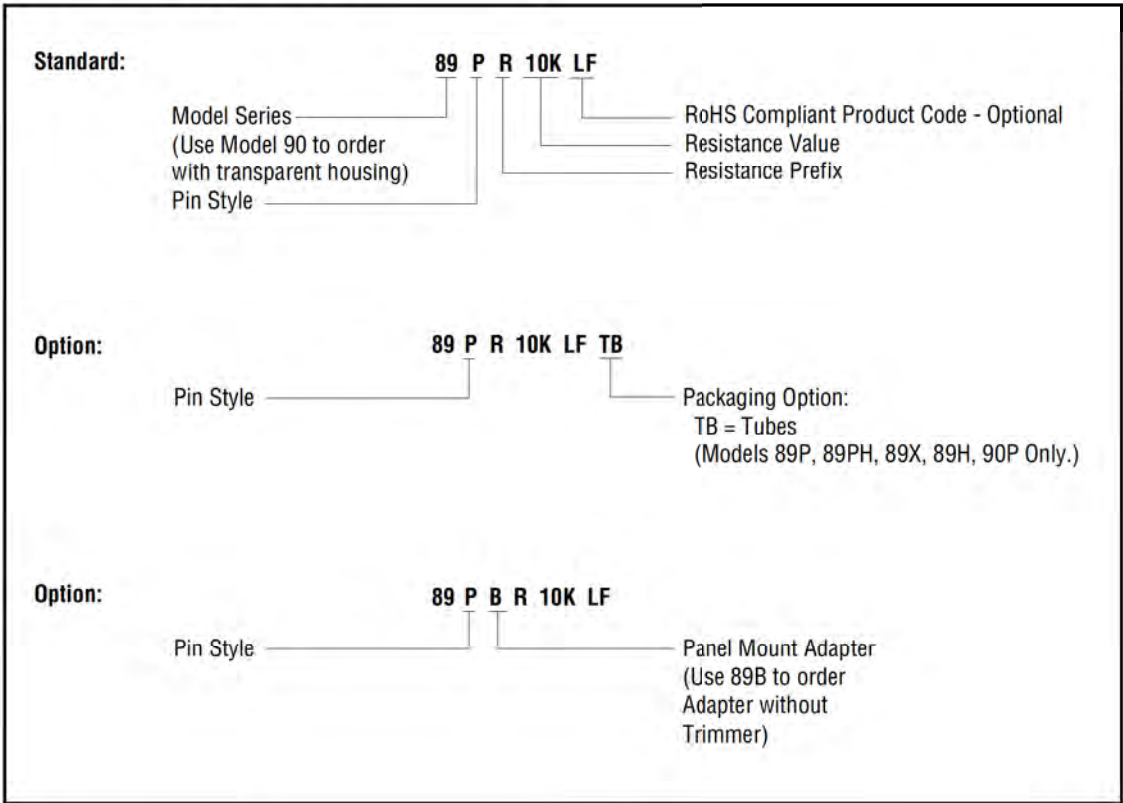 Standard:
89 P R 10K LF
Model Series
(Use Model 90 to order
with transparent housing)
Pin Style
RoHS Compliant Product Code - Optional
Resistance Value
Resistance Prefix
Option:
89 P R 10K LF TB
Pin Style
Packaging Option:
TB = Tubes
(Models 89P, 89PH, 89X, 89H, 90P Only.)
Option:
89 P B R 10K LF
Pin Style
Panel Mount Adapter
(Use 89B to order
Adapter without
Trimmer)